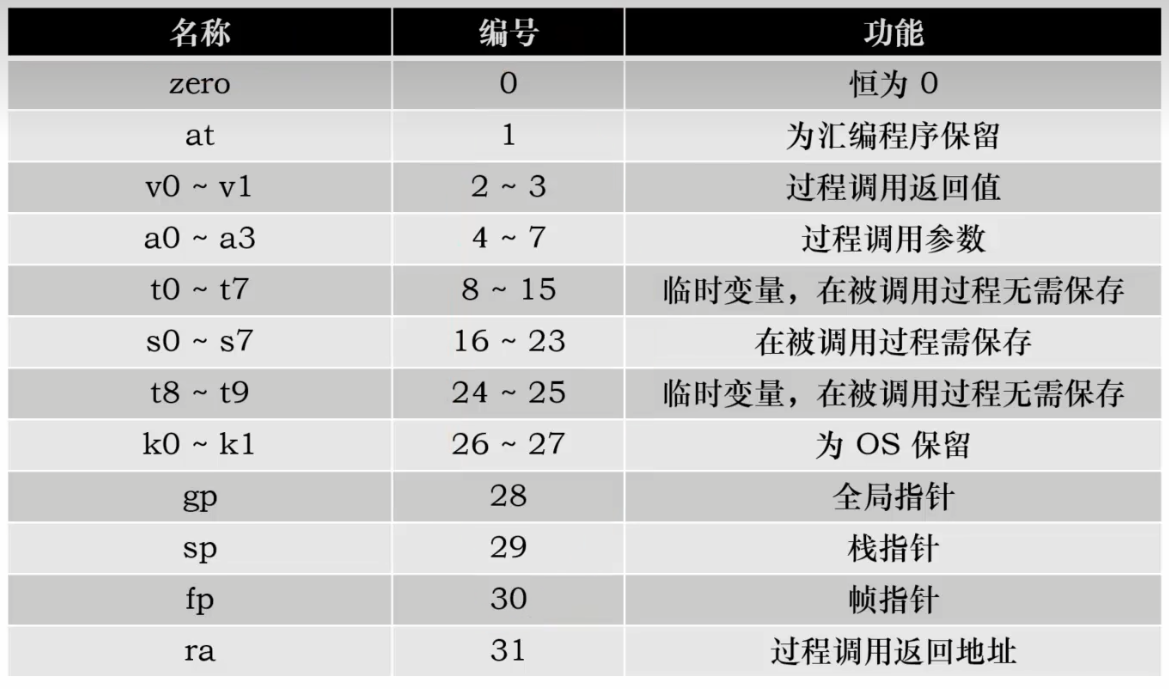 名称 编号 功能
zero 0 恒为 0
at 1 为汇编程序保留
v0 ~ v1 2 ~ 3 过程调用返回值
a0 ~ a3 4 ~ 7 过程调用参数
t0 ~ t7 8 ~ 15 临时变量，在被调用过程无需保存
s0 ~ s7 16 ~ 23 在被调用过程需保存
t8 ~ t9 24 ~ 25 临时变量，在被调用过程无需保存
k0 ~ k1 26 ~ 27 为 OS 保留
gp 28 全局指针
sp 29 栈指针
fp 30 帧指针
ra 31 过程调用返回地址